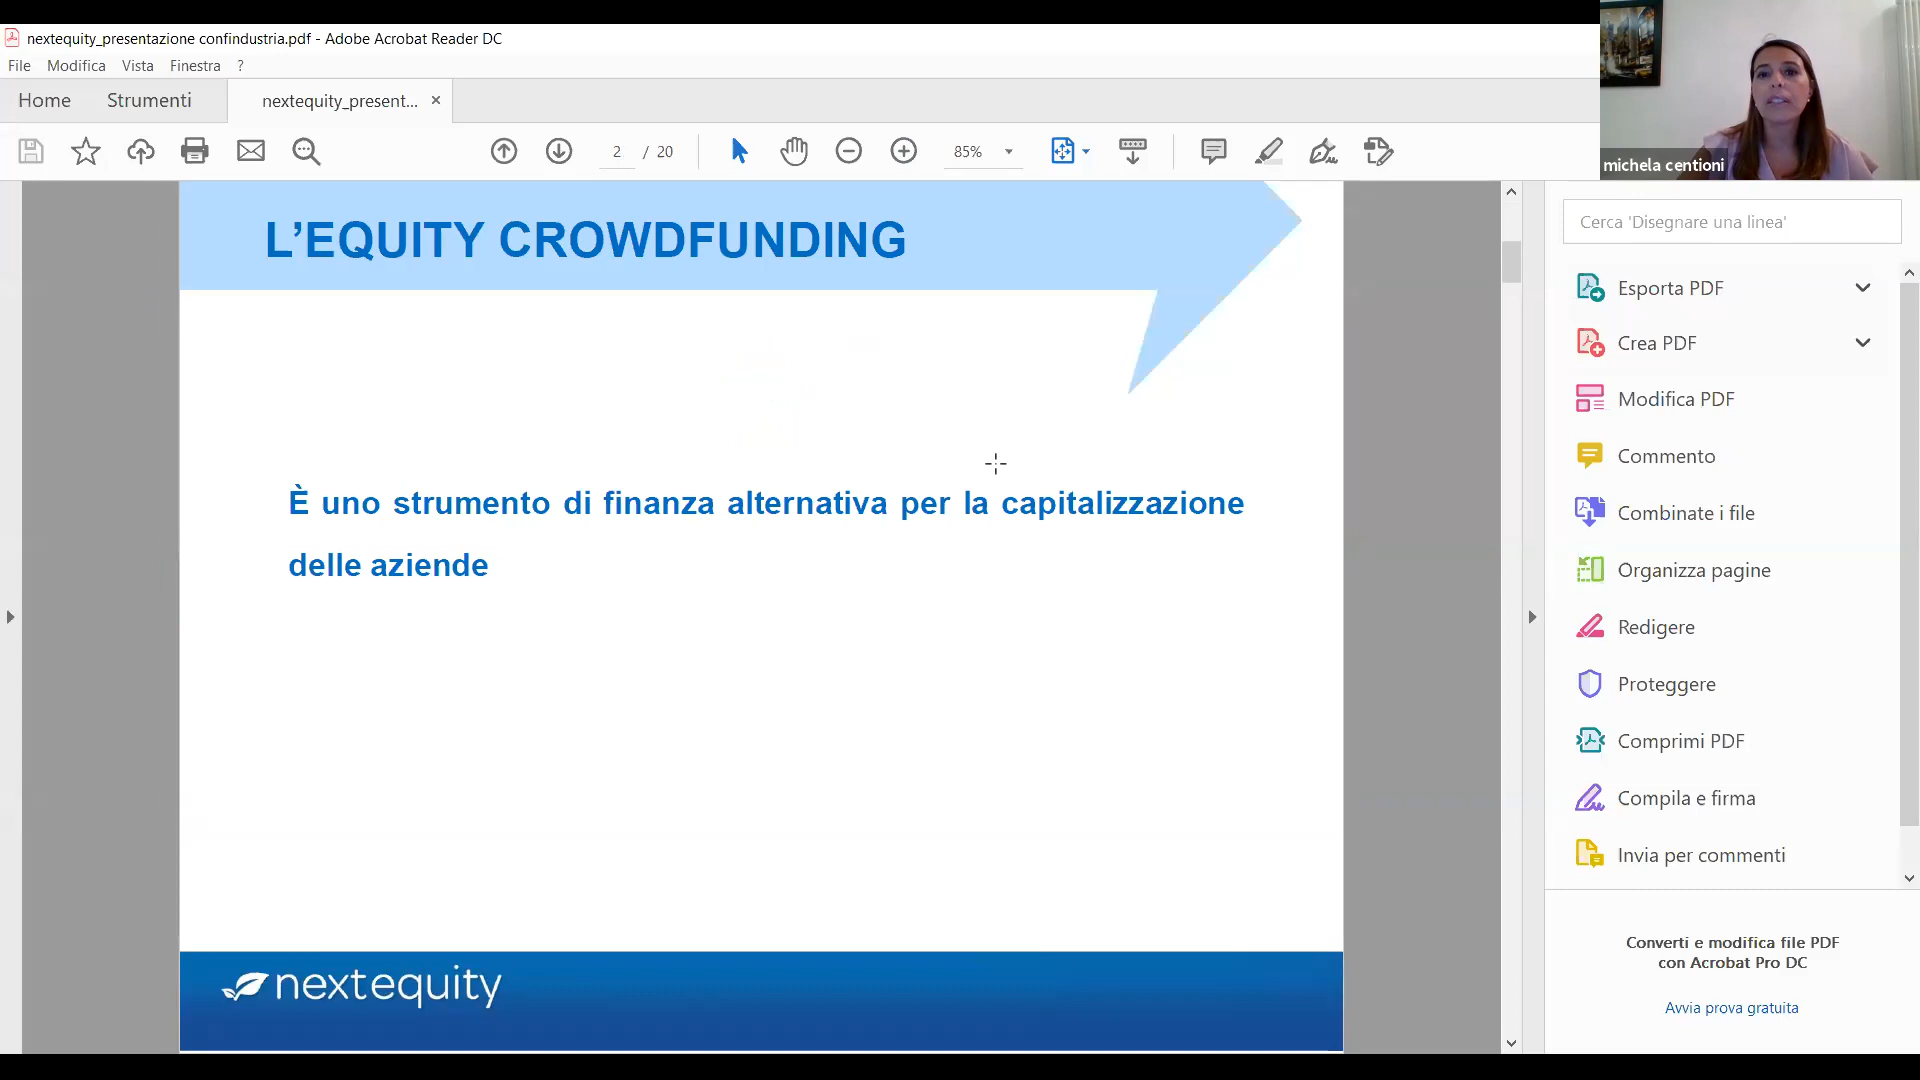 nextequity_presentazione confindustria.pdf - Adobe Acrobat Reader DC
File Modifica Vista Finestra ?
Home Strumenti nextequity_present... ×
2 / 20 85%
michela centioni
L’EQUITY CROWDFUNDING
È uno strumento di finanza alternativa per la capitalizzazione
delle aziende
nextequity
Cerca 'Disegnare una linea'
Esporta PDF
Crea PDF
Modifica PDF
Commento
Combinate i file
Organizza pagine
Redigere
Proteggere
Comprimi PDF
Compila e firma
Invia per commenti
Converti e modifica file PDF
con Acrobat Pro DC
Avvia prova gratuita